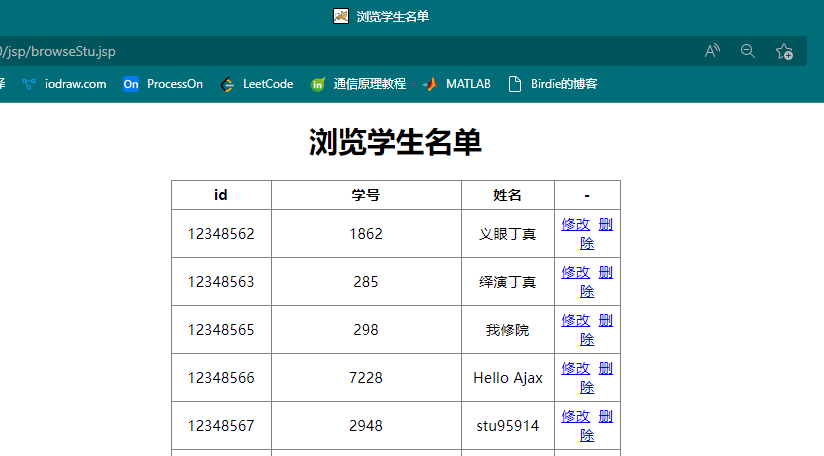 浏览学生名单
/jsp/browseStu.jsp
iodraw.com ProcessOn LeetCode 通信原理教程 MATLAB Birdie的博客
浏览学生名单
id 学号 姓名 -
12348562 1862 义眼丁真 修改 删
除
12348563 285 绎演丁真 修改 删
除
12348565 298 我修院 修改 删
除
12348566 7228 Hello Ajax 修改 删
除
12348567 2948 stu95914 修改 删
除